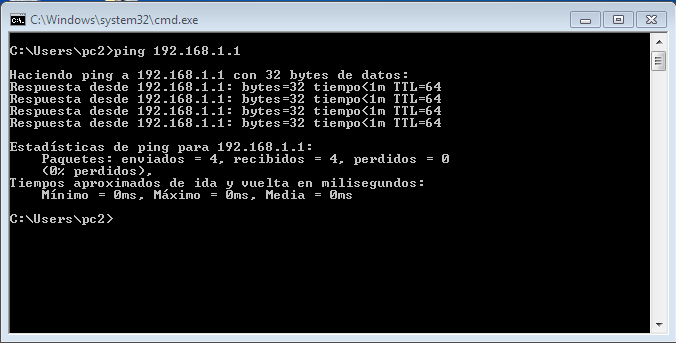 C:\Windows\system32\cmd.exe
C:\Users\pc2>ping 192.168.1.1
Haciendo ping a 192.168.1.1 con 32 bytes de datos:
Respuesta desde 192.168.1.1: bytes=32 tiempo<1m TTL=64
Respuesta desde 192.168.1.1: bytes=32 tiempo<1m TTL=64
Respuesta desde 192.168.1.1: bytes=32 tiempo<1m TTL=64
Respuesta desde 192.168.1.1: bytes=32 tiempo<1m TTL=64
Estadísticas de ping para 192.168.1.1:
Paquetes: enviados = 4, recibidos = 4, perdidos = 0
(0% perdidos),
Tiempos aproximados de ida y vuelta en milisegundos:
Mínimo = 0ms, Máximo = 0ms, Media = 0ms
C:\Users\pc2>